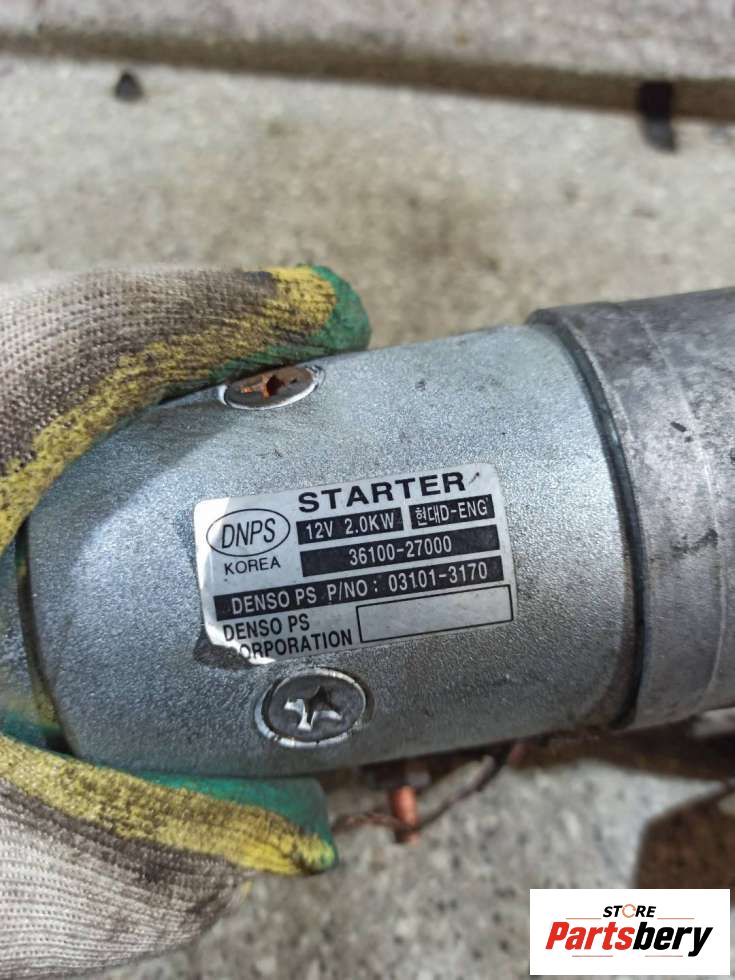 STARTER
DNPS
KOREA
12V 2.0KW 현대D-ENG'
36100-27000
DENSO PS P/NO : 03101-3170
DENSO PS
CORPORATION
STORE
Partsbery